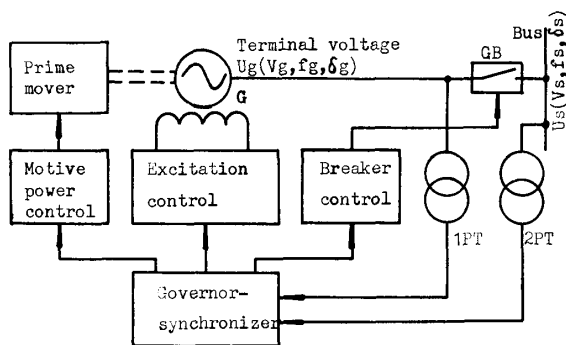 Terminal voltage
Ug(Vg,fg,δg)
G
GB
Bus
Us(Vs,fs,δs)
Prime
mover
Motive
power
control
Excitation
control
Breaker
control
1PT
2PT
Governor-
synchronizer